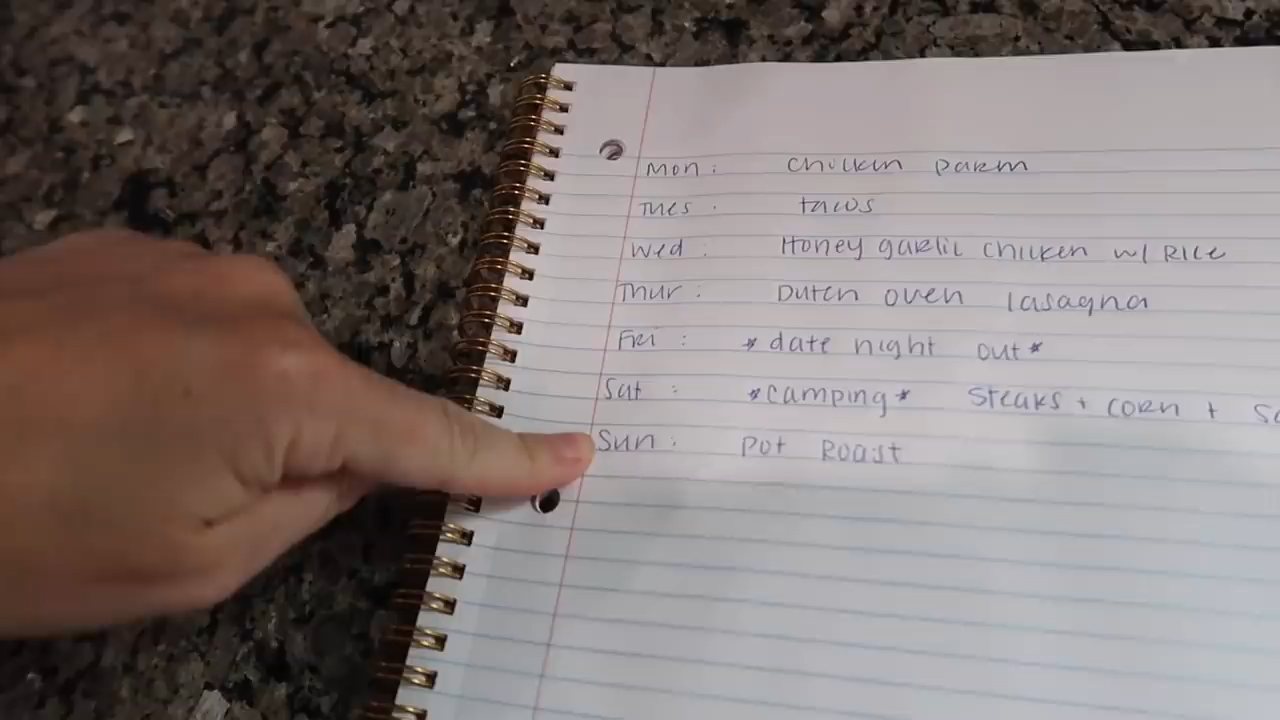 Mon: Chicken Parm
Tues: tacos
Wed: Honey garlic chicken w/ Rice
Thur: Dutch oven lasagna
Fri: *date night out*
Sat: *camping* Steaks + corn +
Sun: Pot Roast